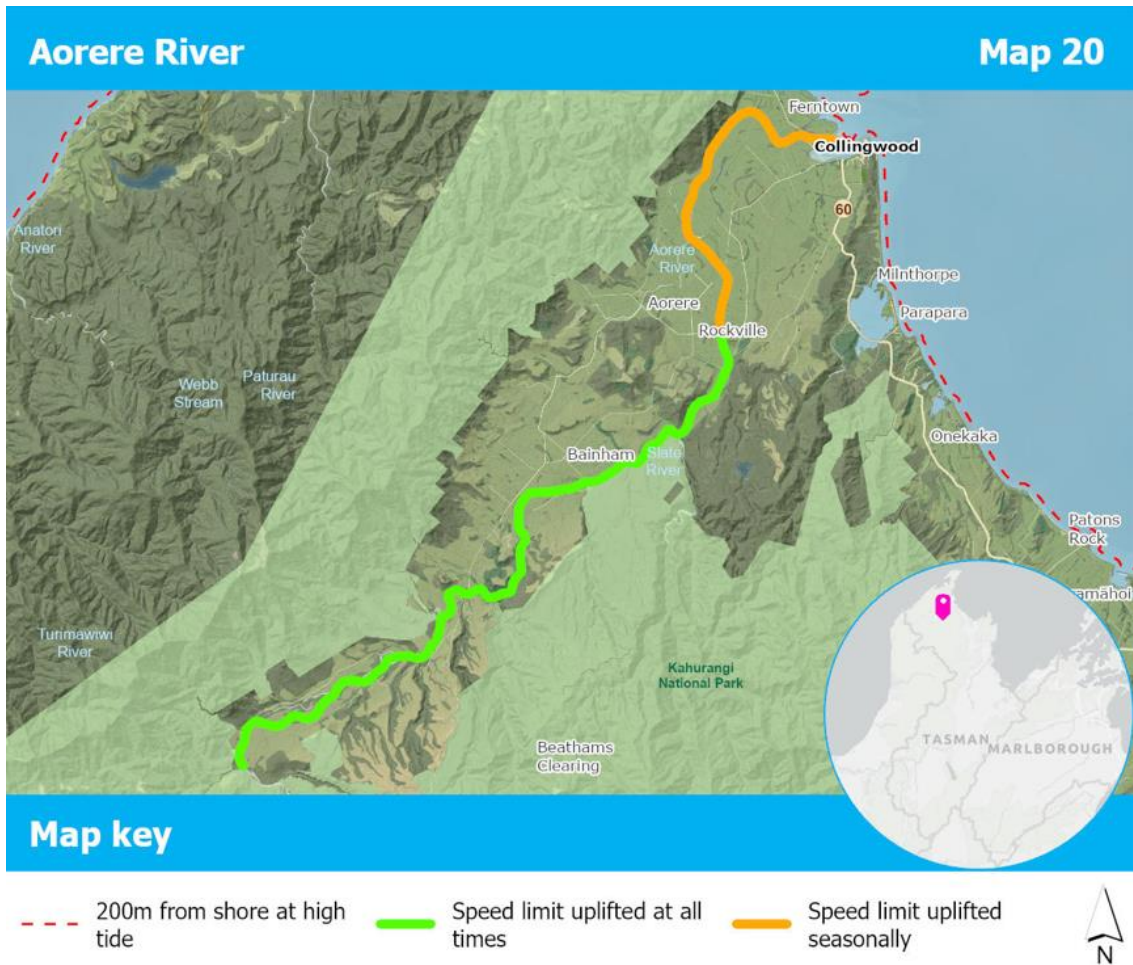 Aorere River
Map 20
Ferntown
Collingwood
60
Anatori
River
Aorere
River
Milnthorpe
Aorere
Parapara
Rockville
Webb
Stream
Paturau
River
Onekaka
Bainham
Slate
River
Patons
Rock
ramāhoi
Turimawiwi
River
Kahurangi
National Park
Beathams
Clearing
TASMAN
MARLBOROUGH
Map key
200m from shore at high
tide
Speed limit uplifted at all
times
Speed limit uplifted
seasonally
N